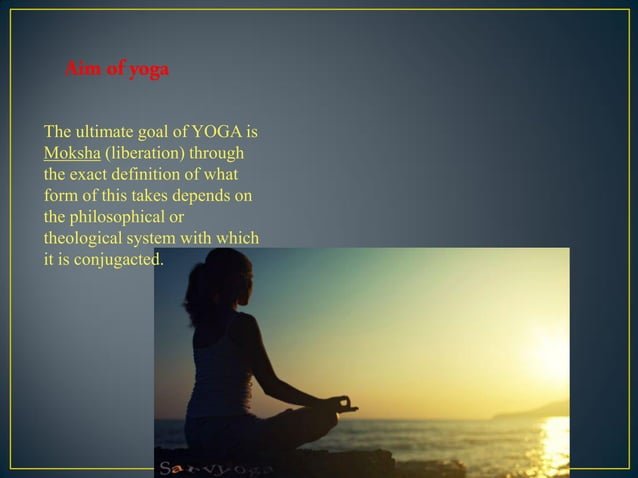 Aim of yoga
The ultimate goal of YOGA is
Moksha (liberation) through
the exact definition of what
form of this takes depends on
the philosophical or
theological system with which
it is conjugacted.
Sarvyoga